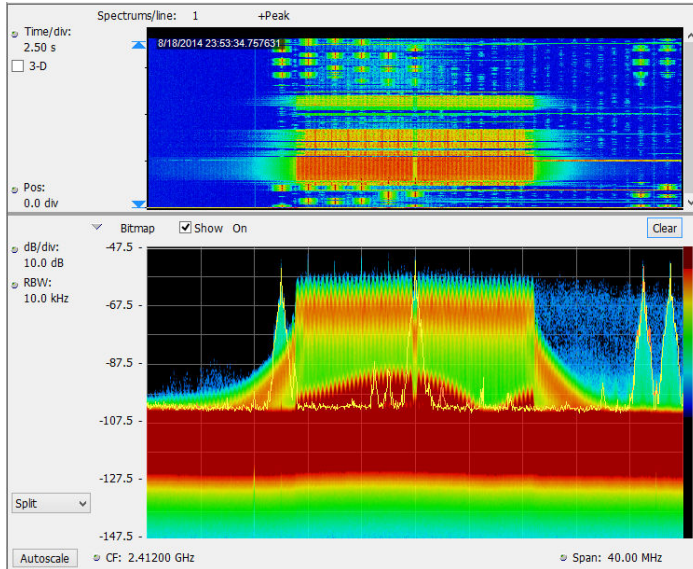 Spectrums/line: 1 +Peak
Time/div:
2.50 s
3-D
8/18/2014 23:53:34.757631
Pos:
0.0 div
Bitmap Show On Clear
dB/div:
10.0 dB
RBW:
10.0 kHz
-47.5
-67.5
-87.5
-107.5
-127.5
-147.5
Split
Autoscale CF: 2.41200 GHz Span: 40.00 MHz